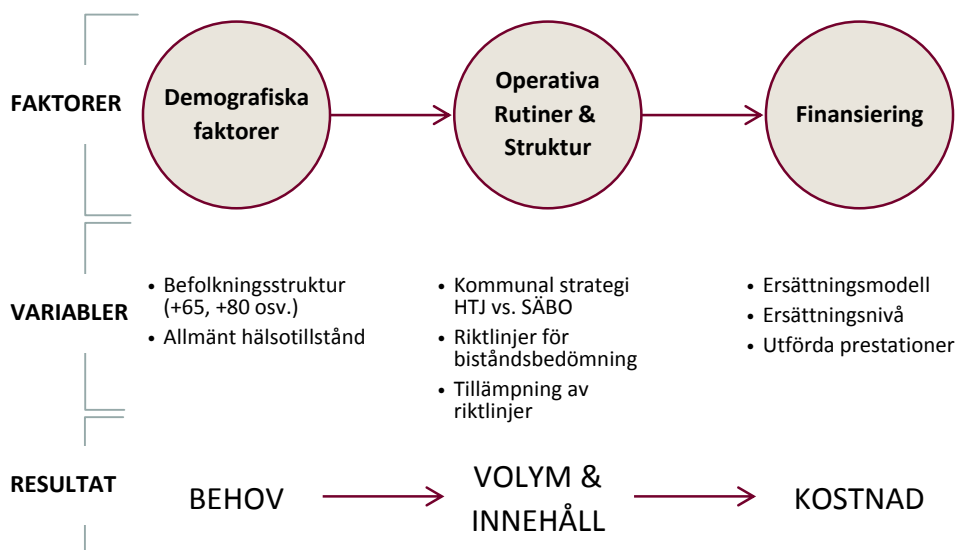 FAKTORER
Demografiska
faktorer
Operativa
Rutiner &
Struktur
Finansiering
VARIABLER
• Befolkningsstruktur
(+65, +80 osv.)
• Allmänt hälsotillstånd
• Kommunal strategi
HTJ vs. SÄBO
• Riktlinjer för
biståndsbedömning
• Tillämpning av
riktlinjer
• Ersättningsmodell
• Ersättningsnivå
• Utförda prestationer
RESULTAT
BEHOV
VOLYM &
INNEHÅLL
KOSTNAD